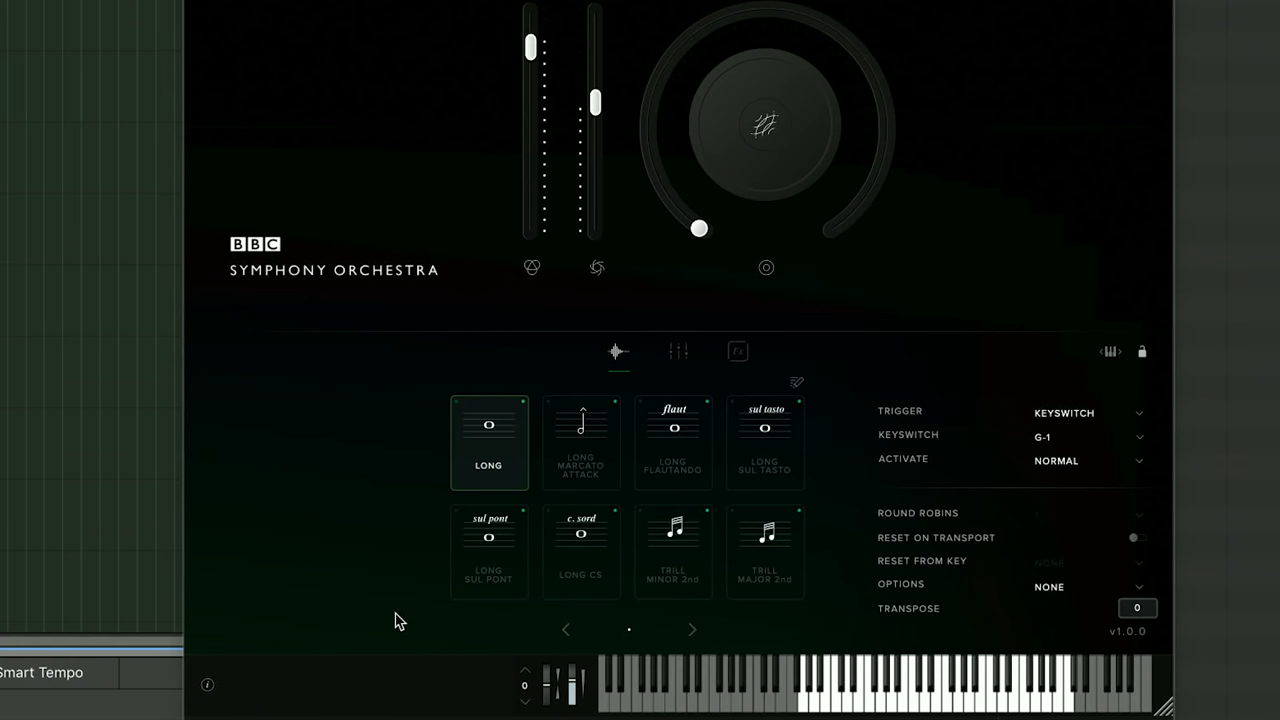 BBC
SYMPHONY ORCHESTRA
Fx
LONG
LONG
MARCATO
ATTACK
flaut
LONG
FLAUTANDO
sul tasto
LONG
SUL TASTO
sul pont
LONG
SUL PONT
c. sord
LONG CS
TRILL
MINOR 2nd
TRILL
MAJOR 2nd
TRIGGER KEYSWITCH
KEYSWITCH G-1
ACTIVATE NORMAL
ROUND ROBINS
RESET ON TRANSPORT
RESET FROM KEY NONE
OPTIONS NONE
TRANSPOSE 0
v1.0.0
Smart Tempo
0